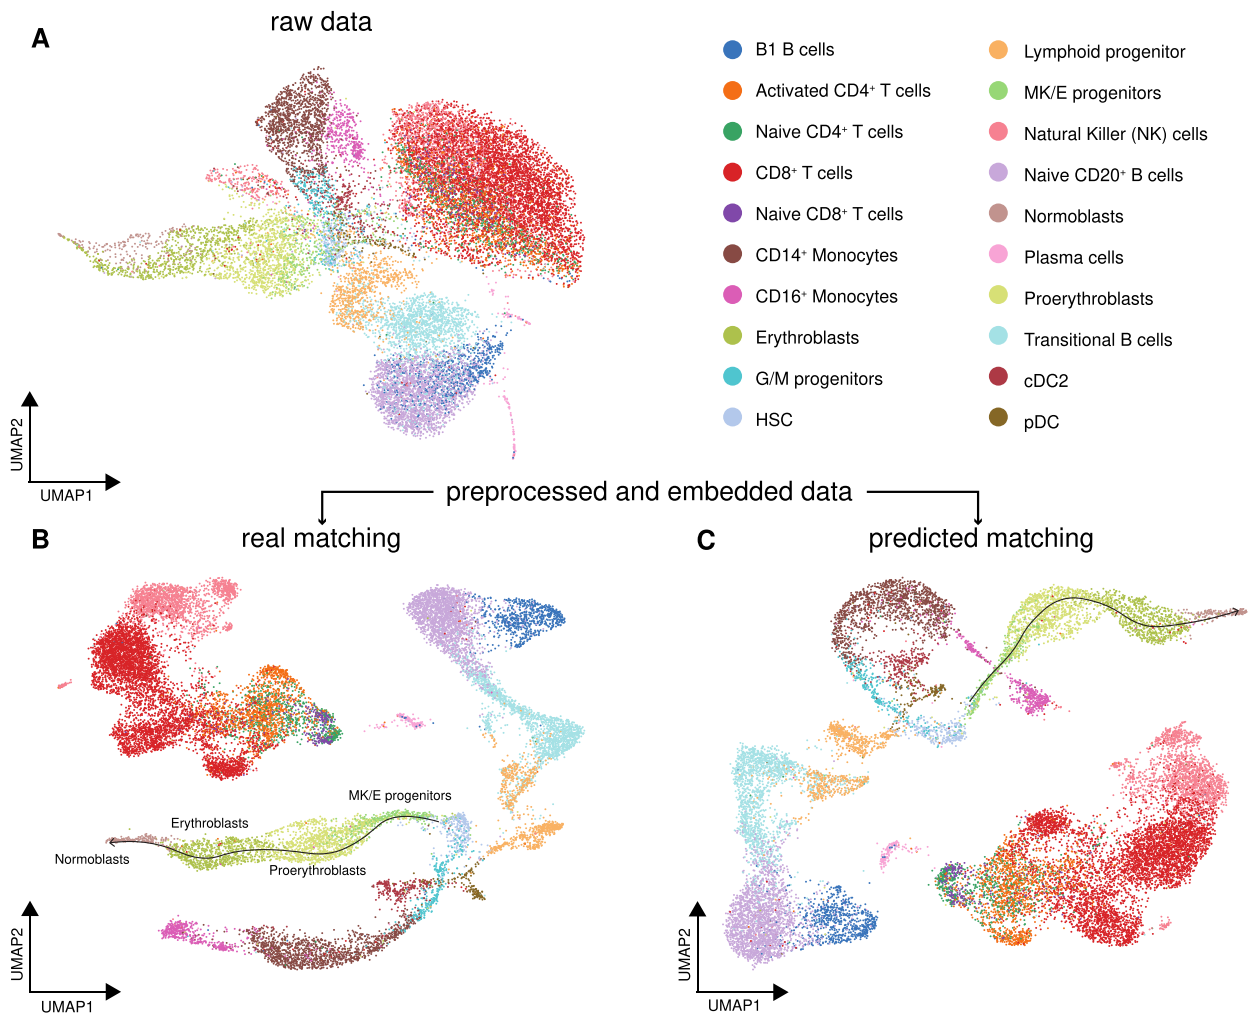 A
raw data
B1 B cells
Activated CD4+ T cells
Naive CD4+ T cells
CD8+ T cells
Naive CD8+ T cells
CD14+ Monocytes
CD16+ Monocytes
Erythroblasts
G/M progenitors
HSC
Lymphoid progenitor
MK/E progenitors
Natural Killer (NK) cells
Naive CD20+ B cells
Normoblasts
Plasma cells
Proerythroblasts
Transitional B cells
cDC2
pDC
UMAP2
UMAP1
preprocessed and embedded data
B
real matching
MK/E progenitors
Erythroblasts
Normoblasts
Proerythroblasts
UMAP2
UMAP1
C
predicted matching
UMAP2
UMAP1